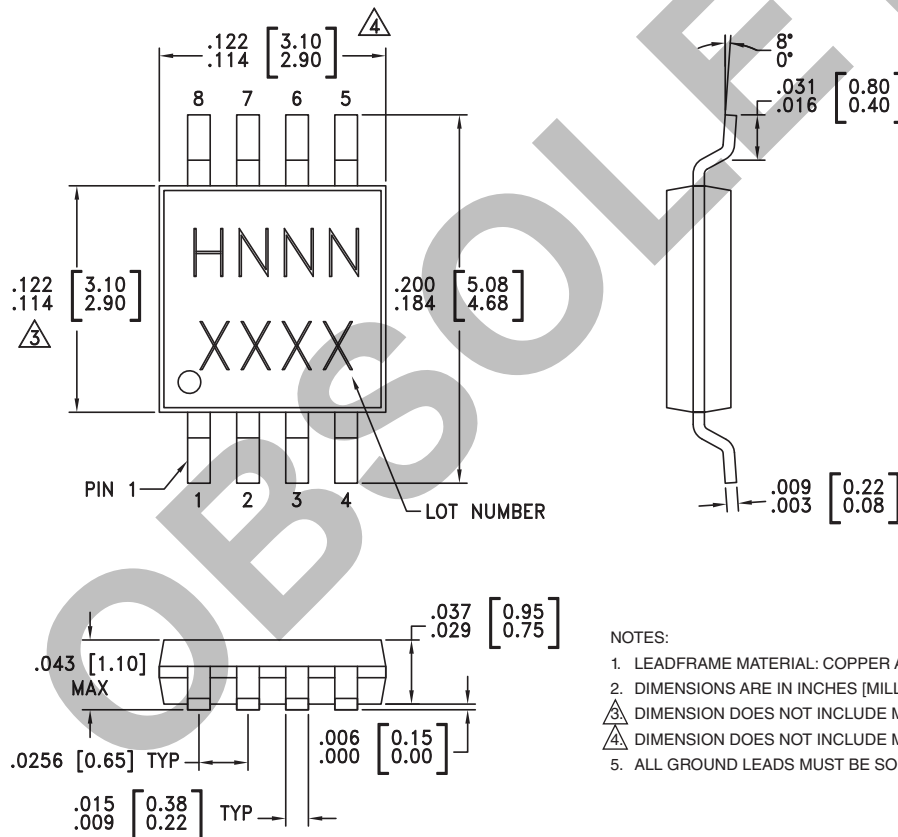 .122 [3.10]
.114 [2.90]
4
8 7 6 5
8°
0°
.031 [0.80
.016 [0.40
HNNN
XXXX
.122 [3.10]
.114 [2.90]
3
.200 [5.08]
.184 [4.68]
PIN 1
1 2 3 4
LOT NUMBER
.009 [0.22
.003 [0.08
OBSOLE
.043 [1.10]
MAX
.037 [0.95]
.029 [0.75]
.0256 [0.65] TYP
.006 [0.15]
.000 [0.00]
.015 [0.38]
.009 [0.22]
TYP
NOTES:
1. LEADFRAME MATERIAL: COPPER A
2. DIMENSIONS ARE IN INCHES [MILL
3. DIMENSION DOES NOT INCLUDE M
4. DIMENSION DOES NOT INCLUDE M
5. ALL GROUND LEADS MUST BE SO